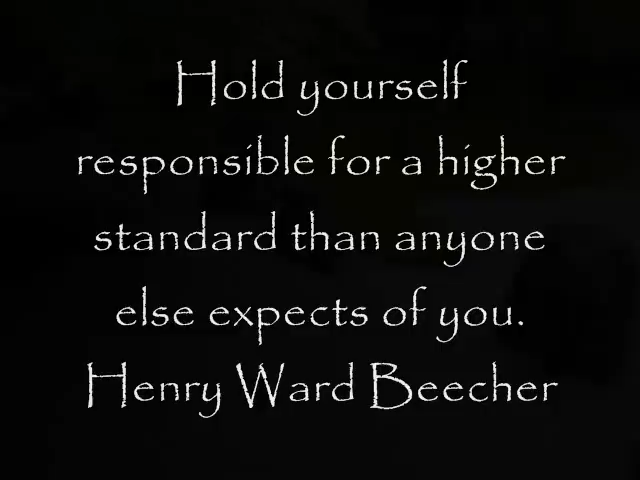 Hold yourself
responsible for a higher
standard than anyone
else expects of you.
Henry Ward Beecher